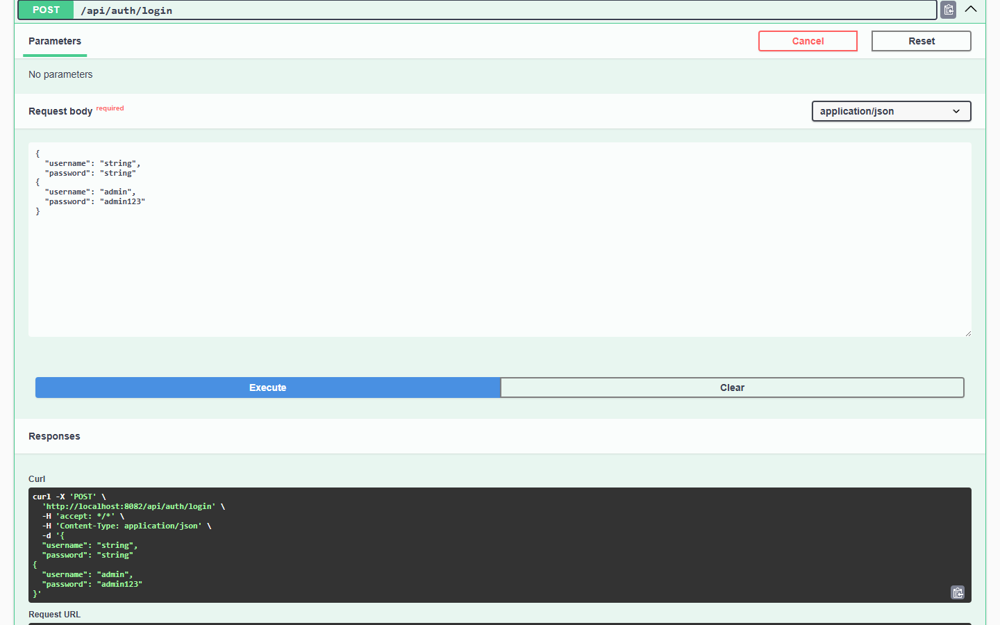 POST /api/auth/login
Parameters Cancel Reset
No parameters
Request body required application/json
{
  "username": "string",
  "password": "string"
{
  "username": "admin",
  "password": "admin123"
}
Execute Clear
Responses
Curl
curl -X 'POST' \
  'http://localhost:8082/api/auth/login' \
  -H 'accept: */*' \
  -H 'Content-Type: application/json' \
  -d '{
  "username": "string",
  "password": "string"
{
  "username": "admin",
  "password": "admin123"
}'
Request URL